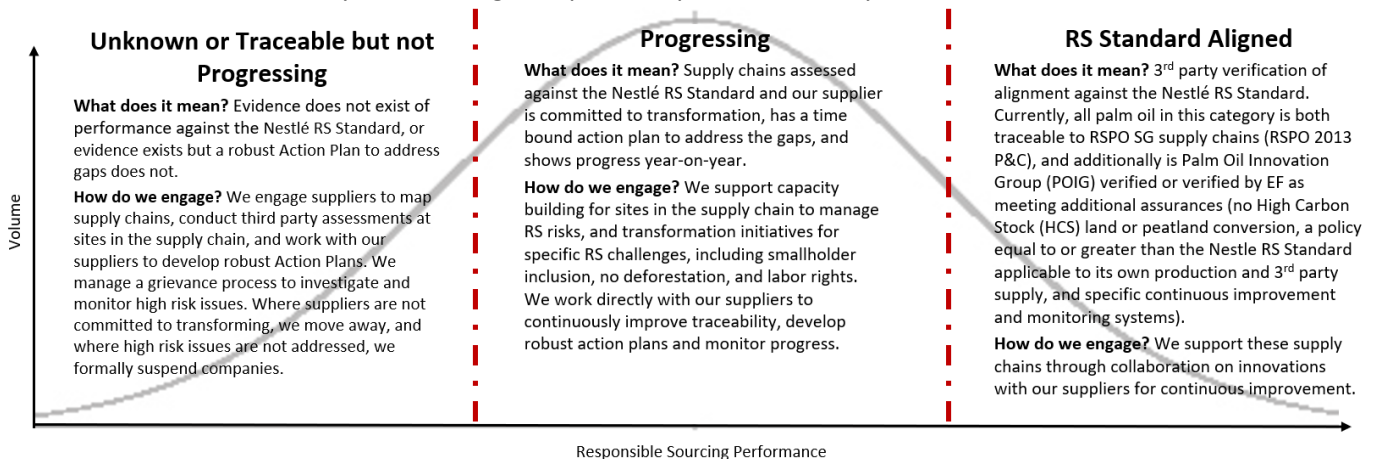 Volume
Unknown or Traceable but not
Progressing
What does it mean? Evidence does not exist of
performance against the Nestlé RS Standard, or
evidence exists but a robust Action Plan to address
gaps does not.
How do we engage? We engage suppliers to map
supply chains, conduct third party assessments at
sites in the supply chain, and work with our
suppliers to develop robust Action Plans. We
manage a grievance process to investigate and
monitor high risk issues. Where suppliers are not
committed to transforming, we move away, and
where high risk issues are not addressed, we
formally suspend companies.
Progressing
What does it mean? Supply chains assessed
against the Nestlé RS Standard and our supplier
is committed to transformation, has a time
bound action plan to address the gaps, and
shows progress year-on-year.
How do we engage? We support capacity
building for sites in the supply chain to manage
RS risks, and transformation initiatives for
specific RS challenges, including smallholder
inclusion, no deforestation, and labor rights.
We work directly with our suppliers to
continuously improve traceability, develop
robust action plans and monitor progress.
RS Standard Aligned
What does it mean? 3rd party verification of
alignment against the Nestlé RS Standard.
Currently, all palm oil in this category is both
traceable to RSPO SG supply chains (RSPO 2013
P&C), and additionally is Palm Oil Innovation
Group (POIG) verified or verified by EF as
meeting additional assurances (no High Carbon
Stock (HCS) land or peatland conversion, a policy
equal to or greater than the Nestle RS Standard
applicable to its own production and 3rd party
supply, and specific continuous improvement
and monitoring systems).
How do we engage? We support these supply
chains through collaboration on innovations
with our suppliers for continuous improvement.
Responsible Sourcing Performance